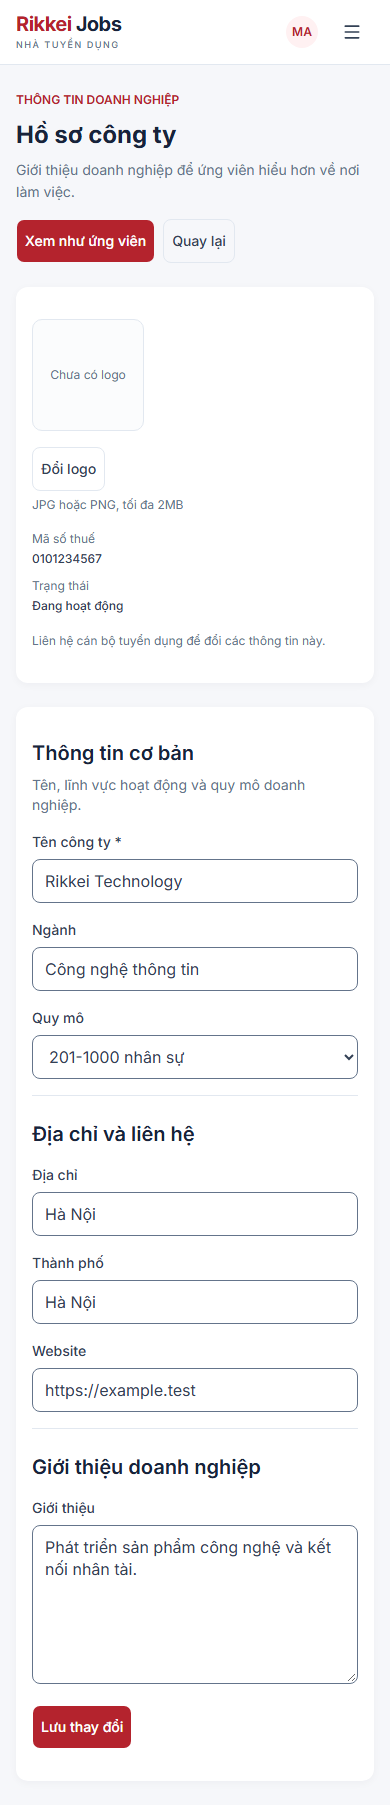 Rikkei Jobs
NHÀ TUYỂN DỤNG
MA
THÔNG TIN DOANH NGHIỆP
Hồ sơ công ty
Giới thiệu doanh nghiệp để ứng viên hiểu hơn về nơi
làm việc.
Xem như ứng viên
Quay lại
Chưa có logo
Đổi logo
JPG hoặc PNG, tối đa 2MB
Mã số thuế
0101234567
Trạng thái
Đang hoạt động
Liên hệ cán bộ tuyển dụng để đổi các thông tin này.
Thông tin cơ bản
Tên, lĩnh vực hoạt động và quy mô doanh
nghiệp.
Tên công ty *
Rikkei Technology
Ngành
Công nghệ thông tin
Quy mô
201-1000 nhân sự
Địa chỉ và liên hệ
Địa chỉ
Hà Nội
Thành phố
Hà Nội
Website
https://example.test
Giới thiệu doanh nghiệp
Giới thiệu
Phát triển sản phẩm công nghệ và kết
nối nhân tài.
Lưu thay đổi